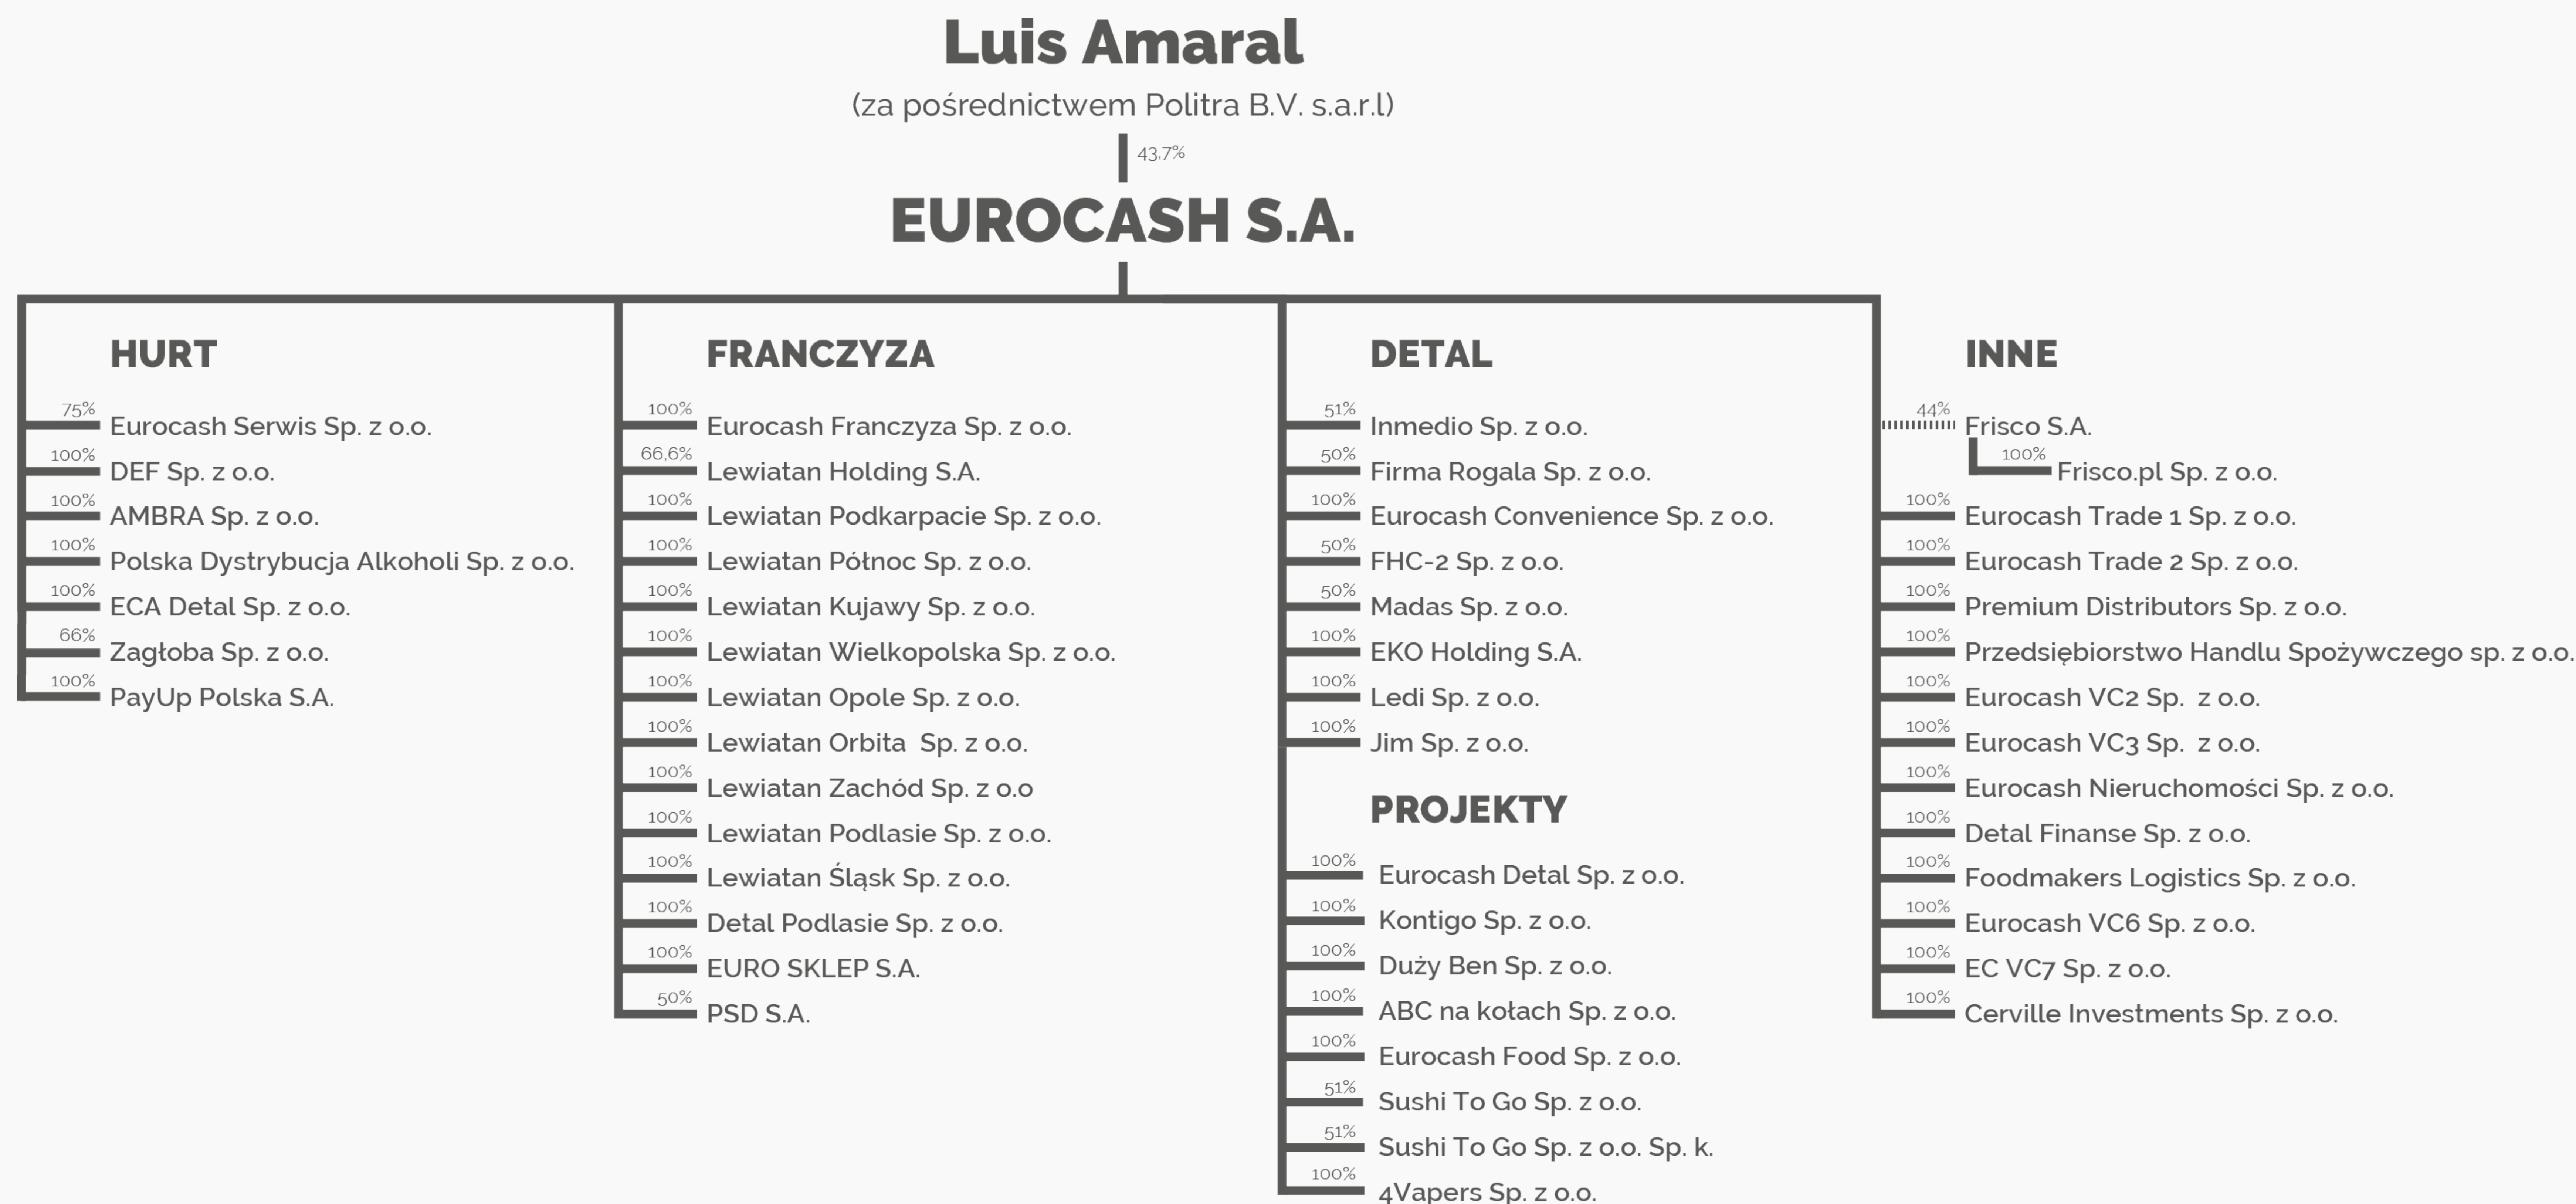 Luis Amaral
(za pośrednictwem Politra B.V. s.a.r.l)
43,7%
EUROCASH S.A.
HURT
75% Eurocash Serwis Sp. z o.o.
100% DEF Sp. z o.o.
100% AMBRA Sp. z o.o.
100% Polska Dystrybucja Alkoholi Sp. z o.o.
100% ECA Detal Sp. z o.o.
66% Zagłoba Sp. z o.o.
100% PayUp Polska S.A.
FRANCZYZA
100% Eurocash Franczyza Sp. z o.o.
66,6% Lewiatan Holding S.A.
100% Lewiatan Podkarpacie Sp. z o.o.
100% Lewiatan Północ Sp. z o.o.
100% Lewiatan Kujawy Sp. z o.o.
100% Lewiatan Wielkopolska Sp. z o.o.
100% Lewiatan Opole Sp. z o.o.
100% Lewiatan Orbita Sp. z o.o.
100% Lewiatan Zachód Sp. z o.o
100% Lewiatan Podlasie Sp. z o.o.
100% Lewiatan Śląsk Sp. z o.o.
100% Detal Podlasie Sp. z o.o.
100% EURO SKLEP S.A.
50% PSD S.A.
DETAL
51% Inmedio Sp. z o.o.
50% Firma Rogala Sp. z o.o.
100% Eurocash Convenience Sp. z o.o.
50% FHC-2 Sp. z o.o.
50% Madas Sp. z o.o.
100% EKO Holding S.A.
100% Ledi Sp. z o.o.
100% Jim Sp. z o.o.
PROJEKTY
100% Eurocash Detal Sp. z o.o.
100% Kontigo Sp. z o.o.
100% Duży Ben Sp. z o.o.
100% ABC na kołach Sp. z o.o.
100% Eurocash Food Sp. z o.o.
51% Sushi To Go Sp. z o.o.
51% Sushi To Go Sp. z o.o. Sp. k.
100% 4Vapers Sp. z o.o.
INNE
44% Frisco S.A.
100% Frisco.pl Sp. z o.o.
100% Eurocash Trade 1 Sp. z o.o.
100% Eurocash Trade 2 Sp. z o.o.
100% Premium Distributors Sp. z o.o.
100% Przedsiębiorstwo Handlu Spożywczego sp. z o.o.
100% Eurocash VC2 Sp. z o.o.
100% Eurocash VC3 Sp. z o.o.
100% Eurocash Nieruchomości Sp. z o.o.
100% Detal Finanse Sp. z o.o.
100% Foodmakers Logistics Sp. z o.o.
100% Eurocash VC6 Sp. z o.o.
100% EC VC7 Sp. z o.o.
100% Cerville Investments Sp. z o.o.